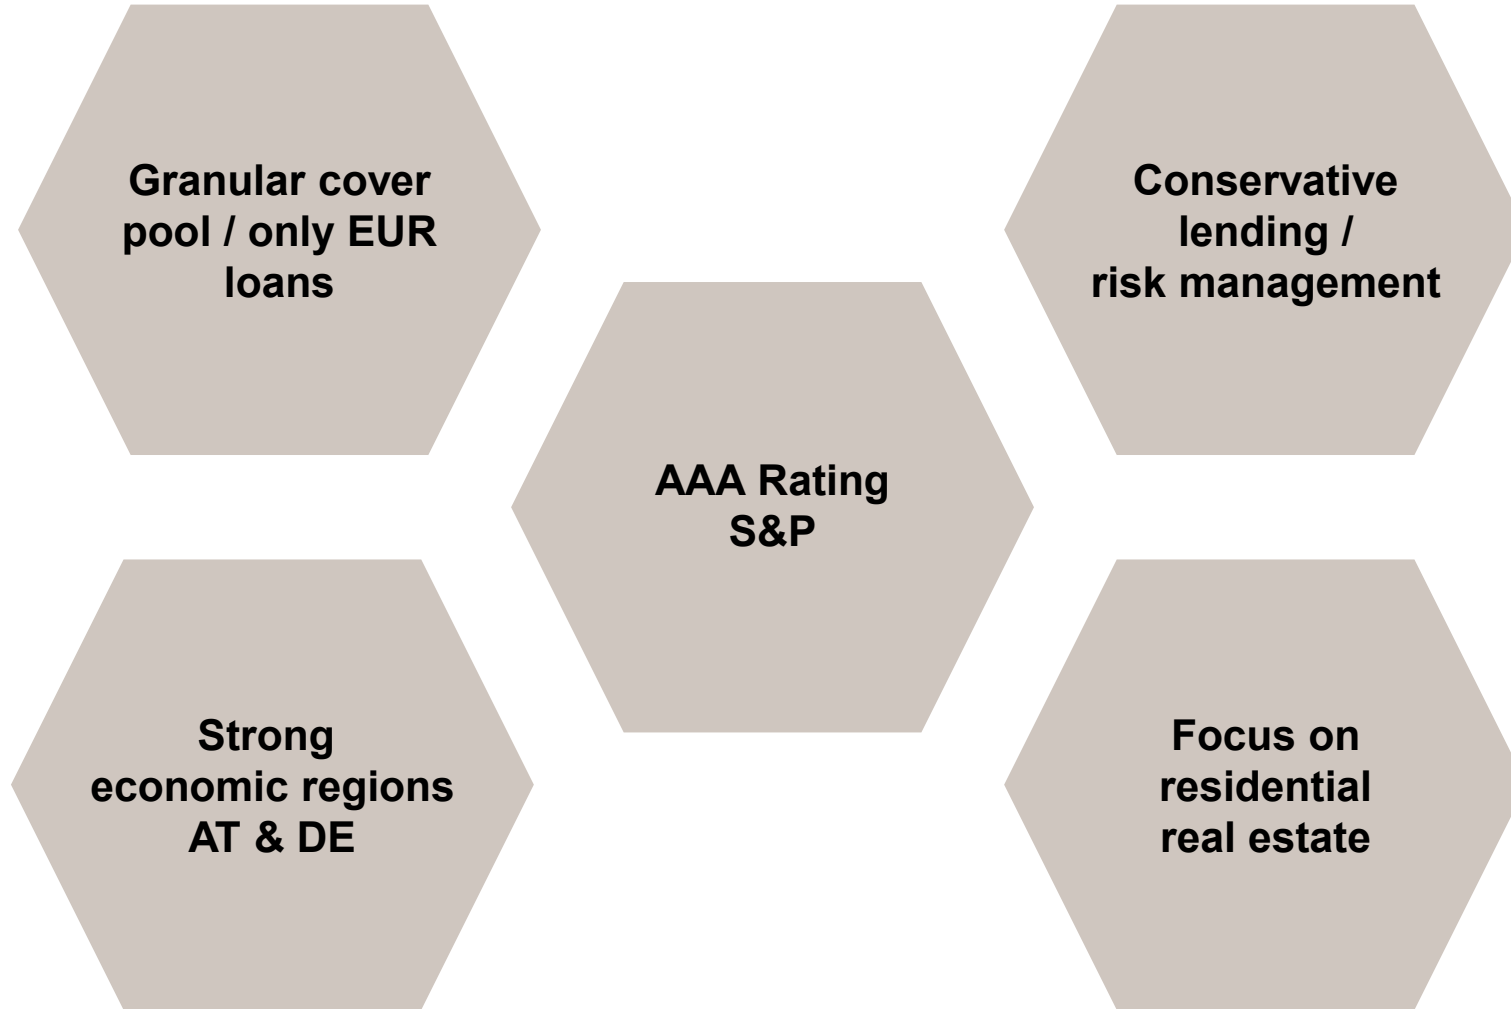 Granular cover
pool / only EUR
loans
Conservative
lending /
risk management
AAA Rating
S&P
Strong
economic regions
AT & DE
Focus on
residential
real estate